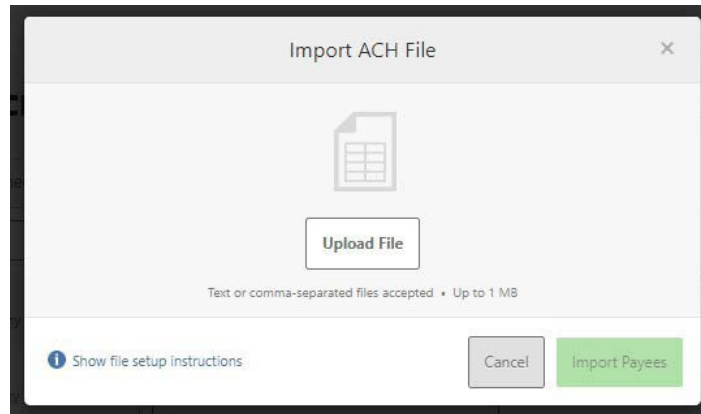 Import ACH File
×
Upload File
Text or comma-separated files accepted • Up to 1 MB
Show file setup instructions
Cancel
Import Payees